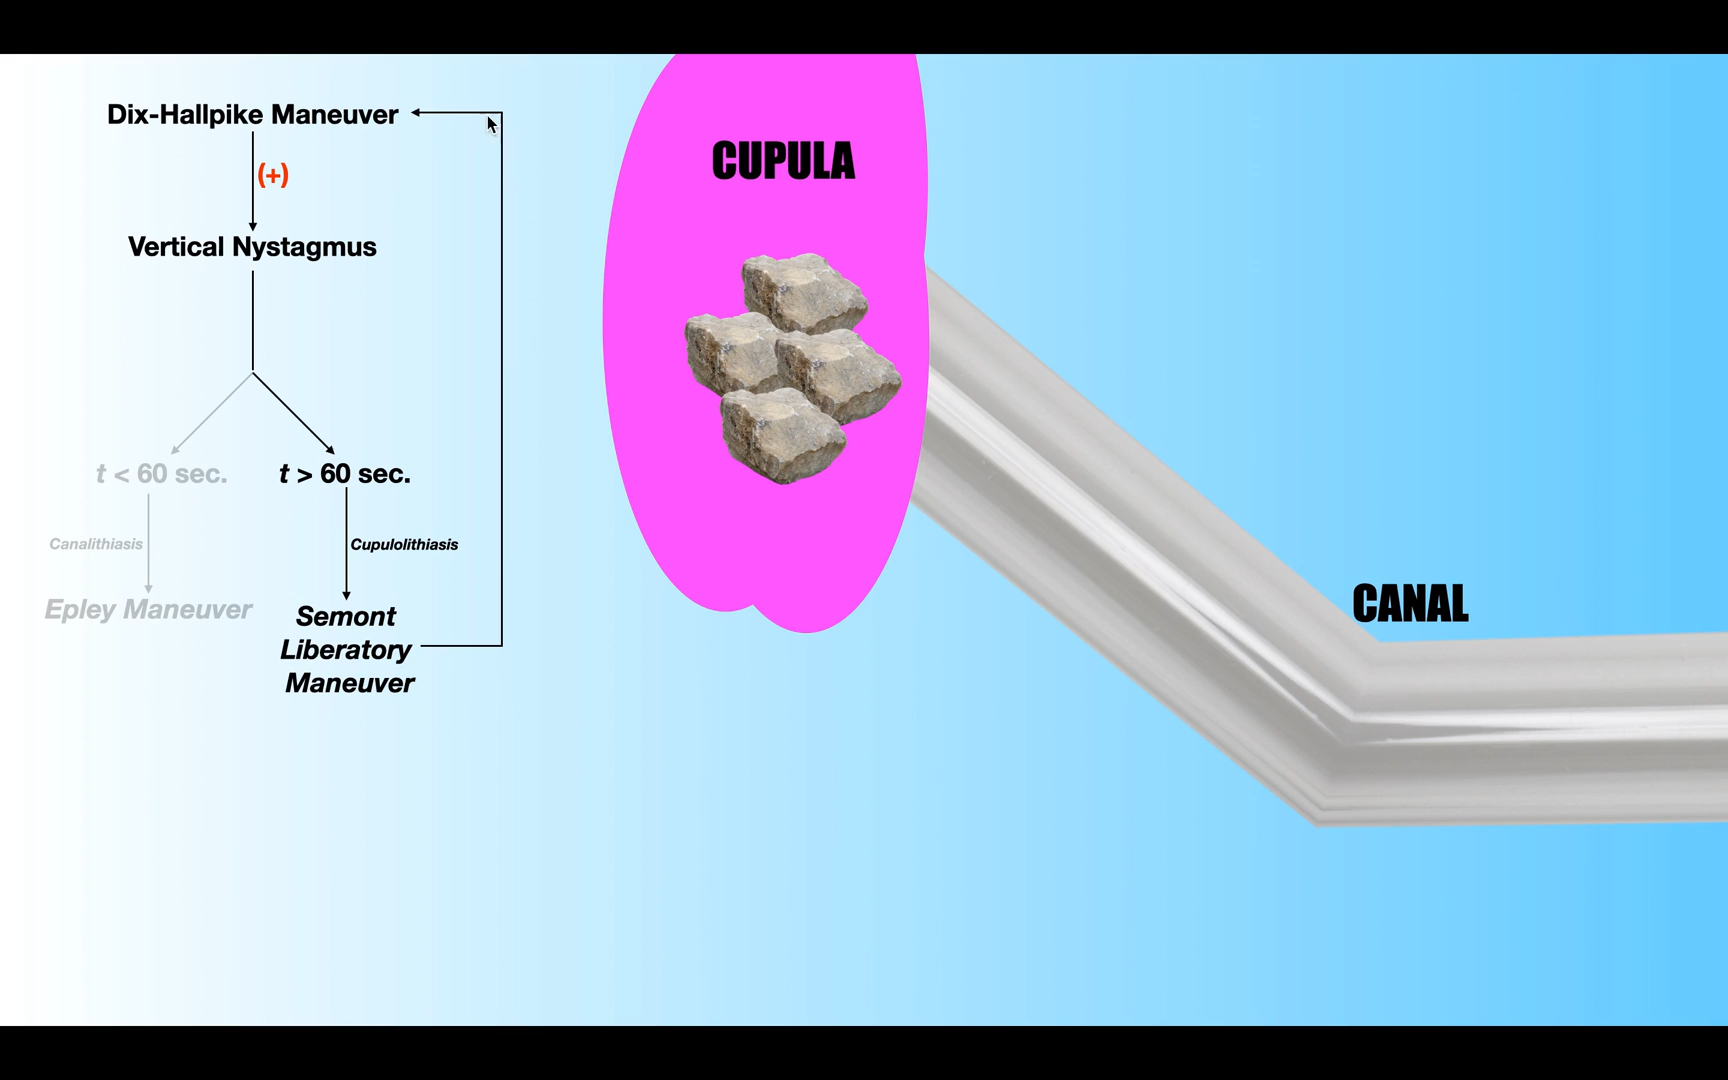 Dix-Hallpike Maneuver
(+)
Vertical Nystagmus
t < 60 sec.
t > 60 sec.
Canalithiasis
Cupulolithiasis
Epley Maneuver
Semont
Liberatory
Maneuver
CUPULA
CANAL